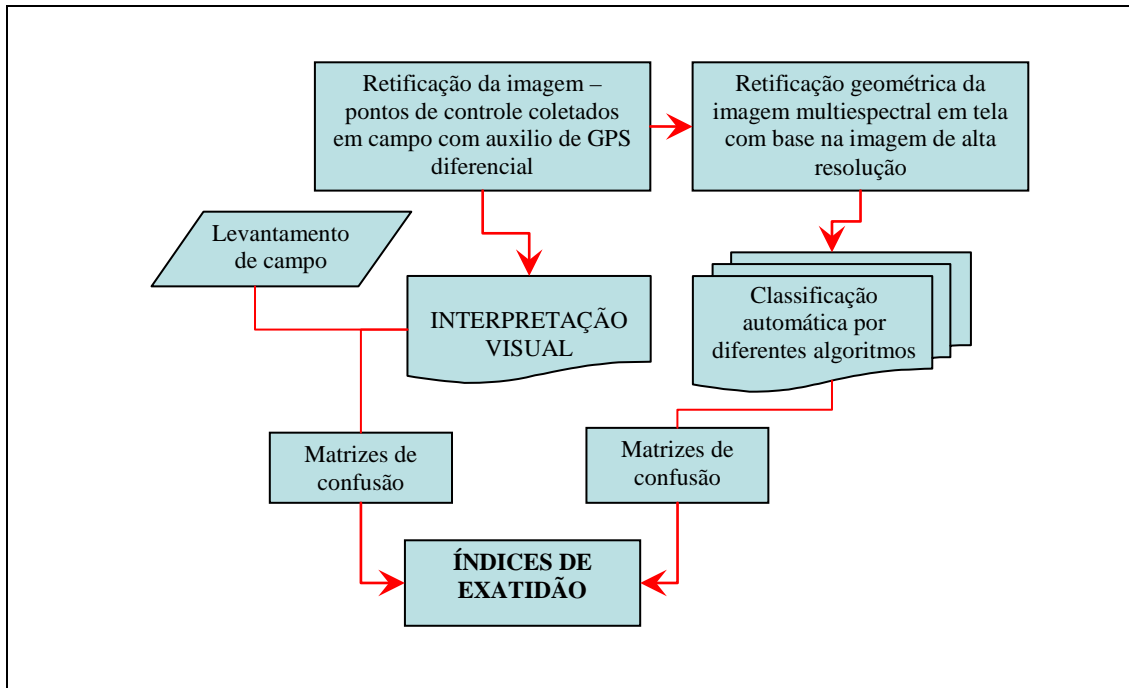 Retificação da imagem –
pontos de controle coletados
em campo com auxilio de GPS
diferencial
Retificação geométrica da
imagem multiespectral em tela
com base na imagem de alta
resolução
Levantamento
de campo
INTERPRETAÇÃO
VISUAL
Classificação
automática por
diferentes algoritmos
Matrizes de
confusão
Matrizes de
confusão
ÍNDICES DE
EXATIDÃO